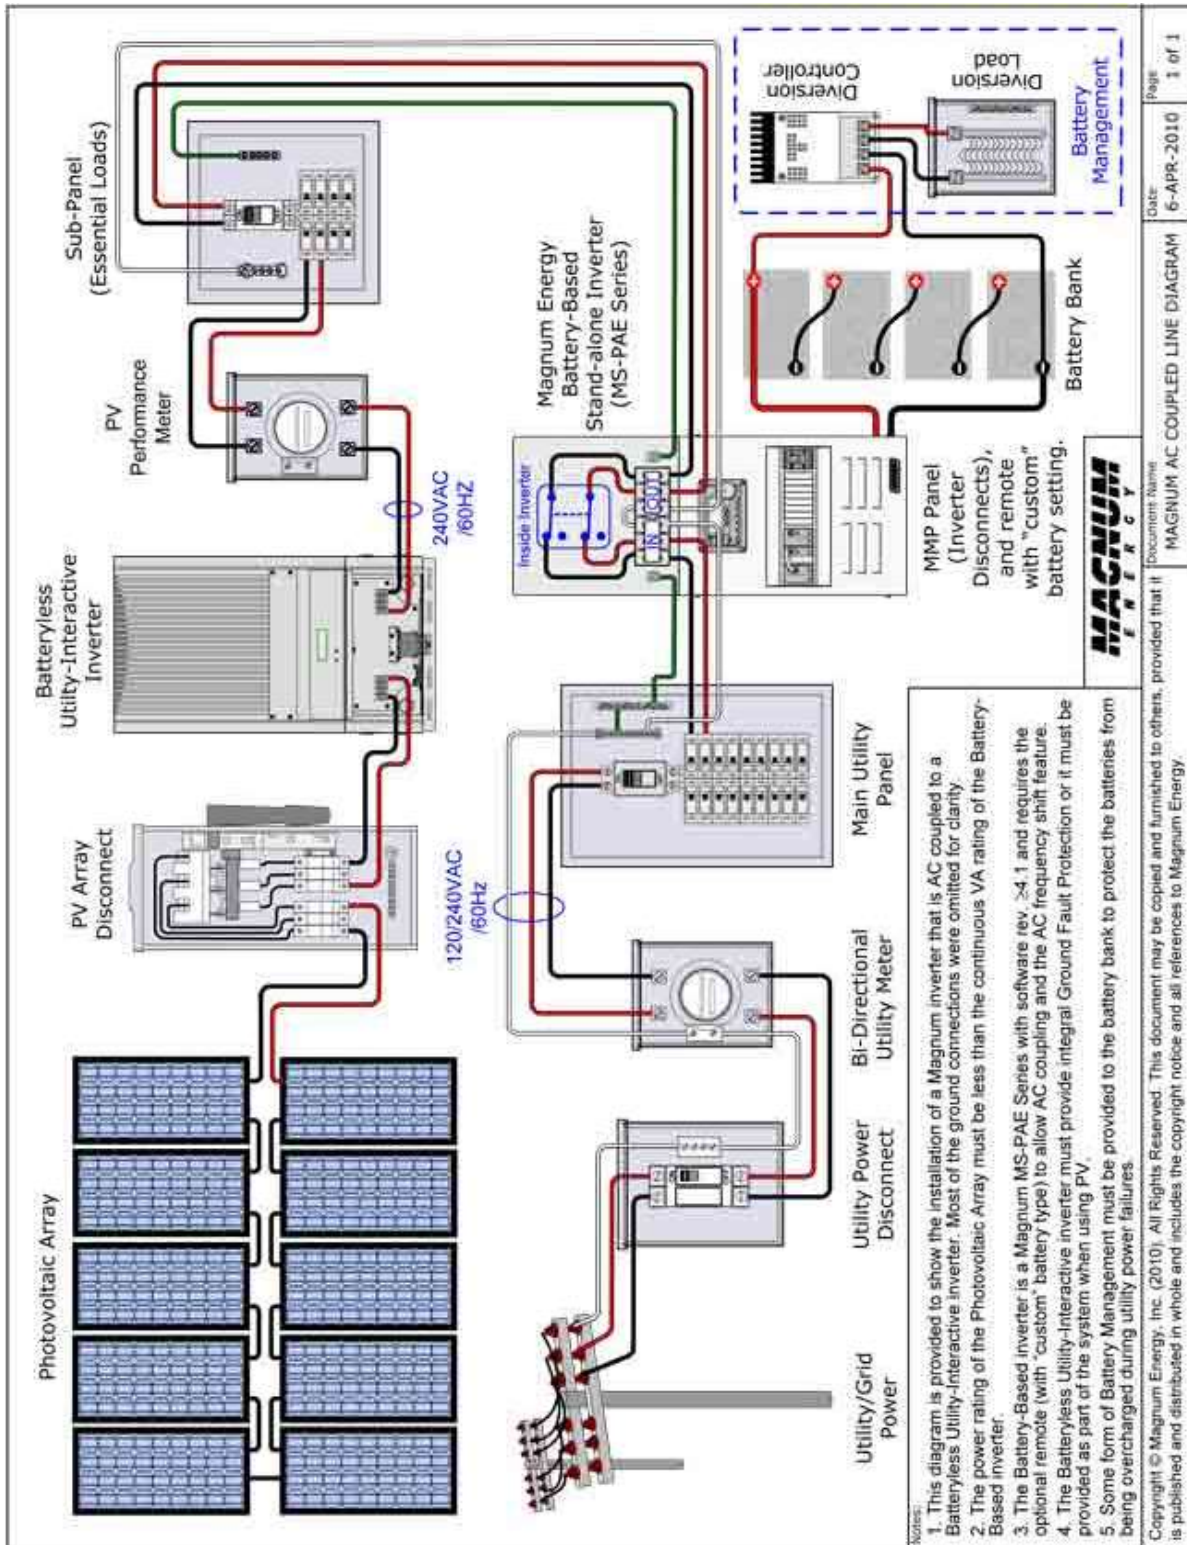 Photovoltaic Array
PV Array
Disconnect
Batteryless
Utilty-Interactive
Inverter
240VAC
/60HZ
PV
Performance
Meter
Sub-Panel
(Essential Loads)
Utility/Grid
Power
Utility Power
Disconnect
Bi-Directional
Utility Meter
120/240VAC
/60Hz
Main Utility
Panel
Inside Inverter
IN
OUT
Magnum Energy
Battery-Based
Stand-alone Inverter
(MS-PAE Series)
MMP Panel
(Inverter
Disconnects),
and remote
with "custom"
battery setting.
Battery Bank
Diversion
Controller
Diversion
Load
Battery
Management
Notes:
1. This diagram is provided to show the installation of a Magnum inverter that is AC coupled to a
Batteryless Utility-Interactive inverter. Most of the ground connections were omitted for clarity.
2. The power rating of the Photovoltaic Array must be less than the continuous VA rating of the Battery-
Based inverter.
3. The Battery-Based inverter is a Magnum MS-PAE Series with software rev. ≥4.1 and requires the
optional remote (with "custom" battery type) to allow AC coupling and the AC frequency shift feature.
4. The Batteryless Utility-Interactive inverter must provide integral Ground Fault Protection or it must be
provided as part of the system when using PV.
5. Some form of Battery Management must be provided to the battery bank to protect the batteries from
being overcharged during utility power failures.
MAGNUM
ENERGY
Copyright © Magnum Energy, Inc. (2010). All Rights Reserved. This document may be copied and furnished to others, provided that it
is published and distributed in whole and includes the copyright notice and all references to Magnum Energy.
Document Name
MAGNUM AC COUPLED LINE DIAGRAM
Date:
6-APR-2010
Page
1 of 1